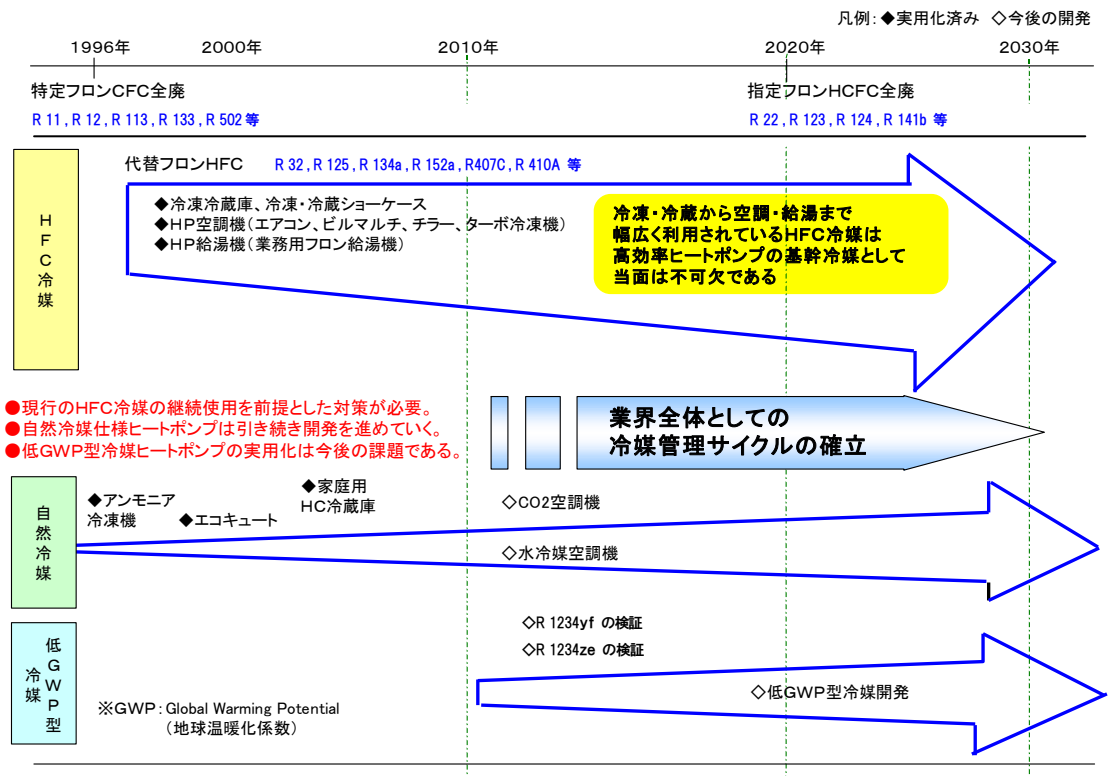 凡例：◆実用化済み ◇今後の開発
1996年 2000年 2010年 2020年 2030年
特定フロンCFC全廃
R 11 , R 12 , R 113 , R 133 , R 502 等
指定フロンHCFC全廃
R 22 , R 123 , R 124 , R 141b 等
HFC冷媒
代替フロンHFC R 32 , R 125 , R 134a , R 152a , R407C , R 410A 等
◆冷凍冷蔵庫、冷凍・冷蔵ショーケース
◆HP空調機（エアコン、ビルマルチ、チラー、ターボ冷凍機）
◆HP給湯機（業務用フロン給湯機）
冷凍・冷蔵から空調・給湯まで
幅広く利用されているHFC冷媒は
高効率ヒートポンプの基幹冷媒として
当面は不可欠である
●現行のHFC冷媒の継続使用を前提とした対策が必要。
●自然冷媒仕様ヒートポンプは引き続き開発を進めていく。
●低GWP型冷媒ヒートポンプの実用化は今後の課題である。
業界全体としての
冷媒管理サイクルの確立
自然冷媒
◆アンモニア
冷凍機
◆エコキュート
◆家庭用
HC冷蔵庫
◇CO2空調機
◇水冷媒空調機
低GWP型
冷媒
◇R 1234yf の検証
◇R 1234ze の検証
◇低GWP型冷媒開発
※GWP：Global Warming Potential
（地球温暖化係数）